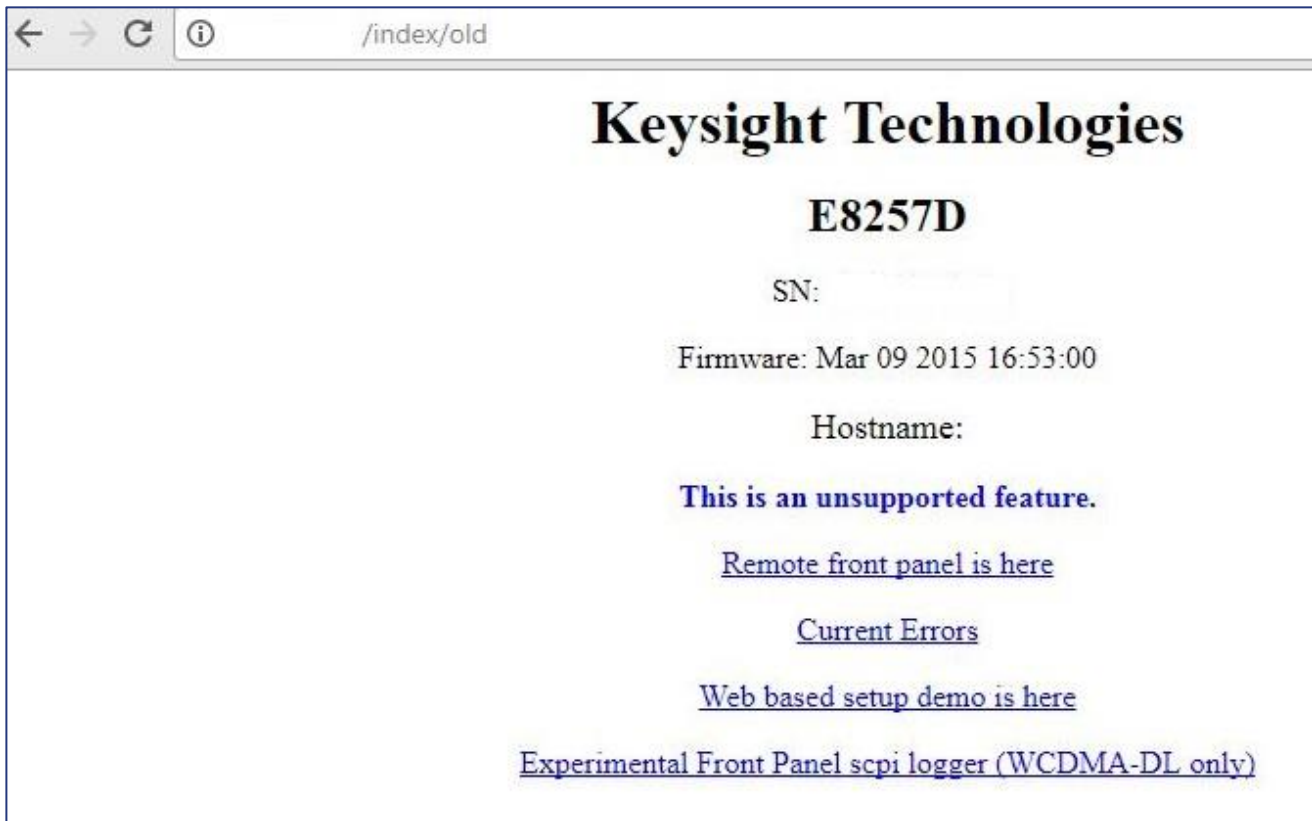 /index/old
Keysight Technologies
E8257D
SN:
Firmware: Mar 09 2015 16:53:00
Hostname:
This is an unsupported feature.
Remote front panel is here
Current Errors
Web based setup demo is here
Experimental Front Panel scpi logger (WCDMA-DL only)